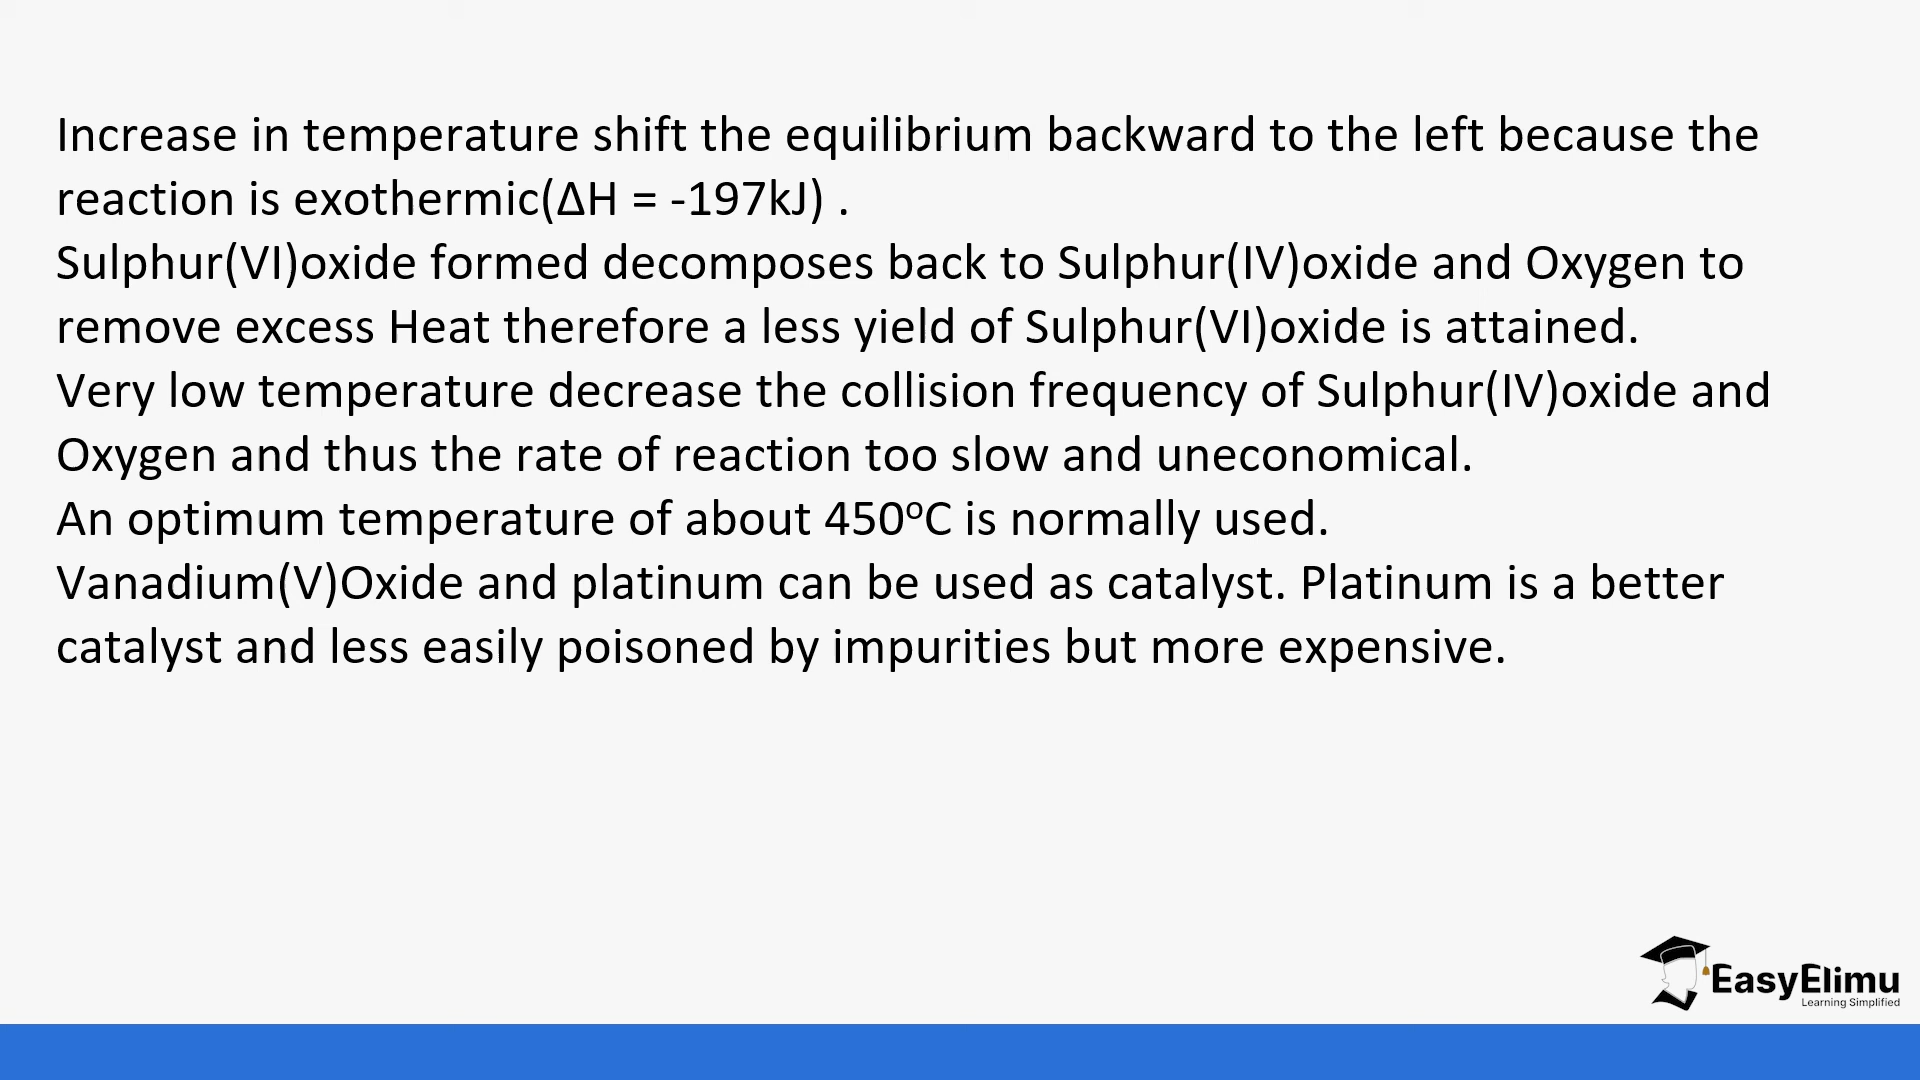 Increase in temperature shift the equilibrium backward to the left because the
reaction is exothermic(ΔH = -197kJ) .
Sulphur(VI)oxide formed decomposes back to Sulphur(IV)oxide and Oxygen to
remove excess Heat therefore a less yield of Sulphur(VI)oxide is attained.
Very low temperature decrease the collision frequency of Sulphur(IV)oxide and
Oxygen and thus the rate of reaction too slow and uneconomical.
An optimum temperature of about 450ºC is normally used.
Vanadium(V)Oxide and platinum can be used as catalyst. Platinum is a better
catalyst and less easily poisoned by impurities but more expensive.
EasyElimu
Learning Simplified